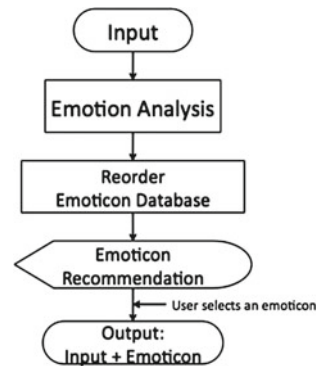 Input
Emotion Analysis
Reorder
Emoticon Database
Emoticon
Recommendation
User selects an emoticon
Output:
Input + Emoticon